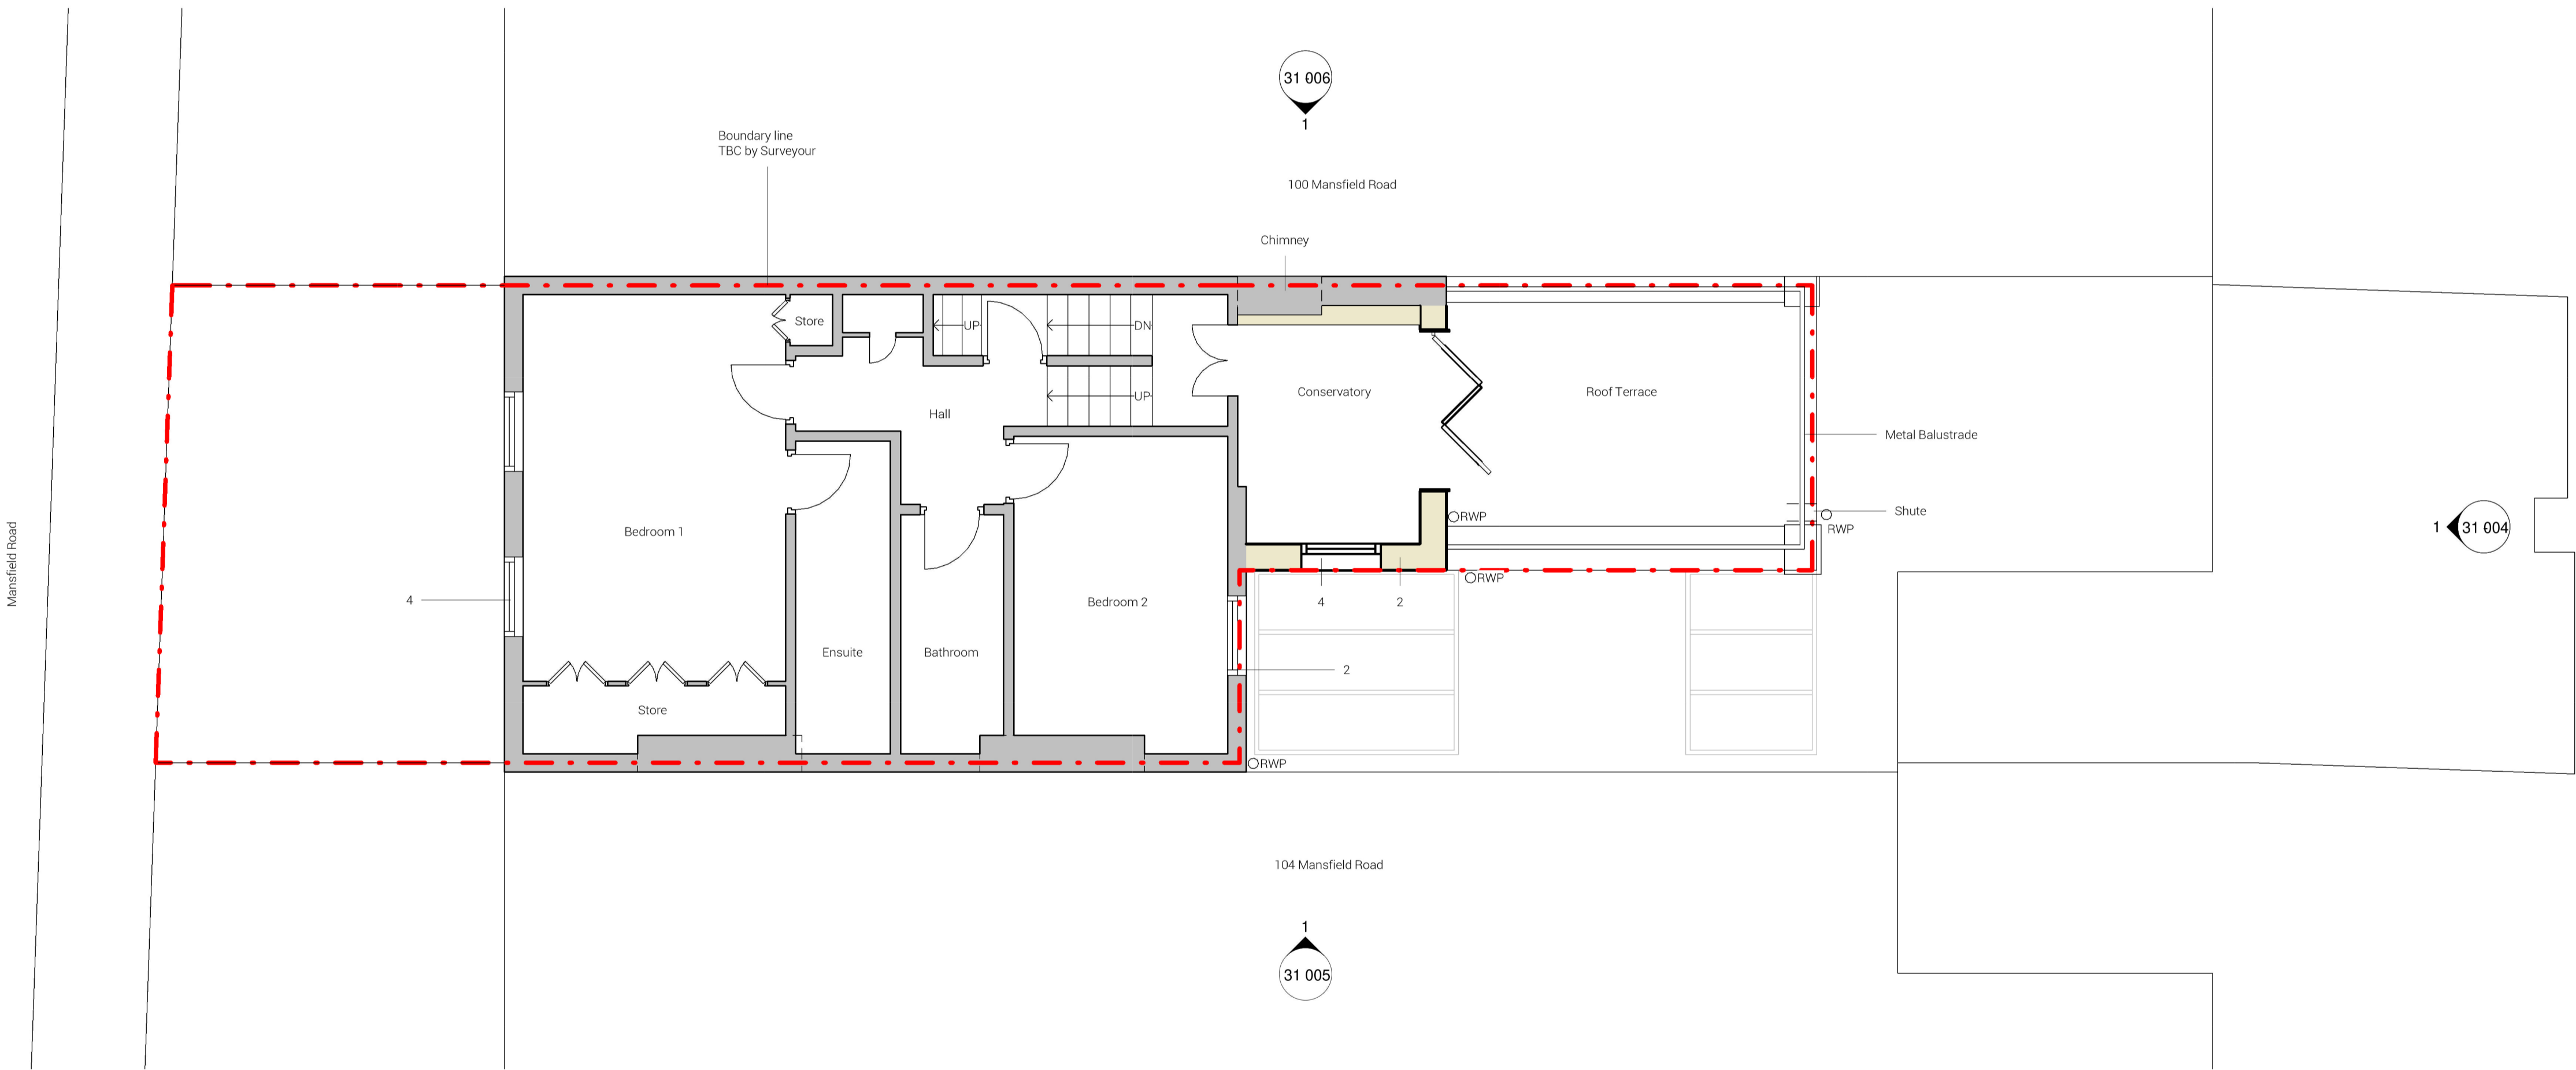 31 006
1
Boundary line
TBC by Surveyour
100 Mansfield Road
Chimney
Store
UP
DN
UP
Conservatory
Roof Terrace
Hall
Metal Balustrade
Mansfield Road
Bedroom 1
RWP
Shute
RWP
1
31 004
RWP
4
Bedroom 2
4
2
Ensuite
Bathroom
2
Store
RWP
104 Mansfield Road
1
31 005